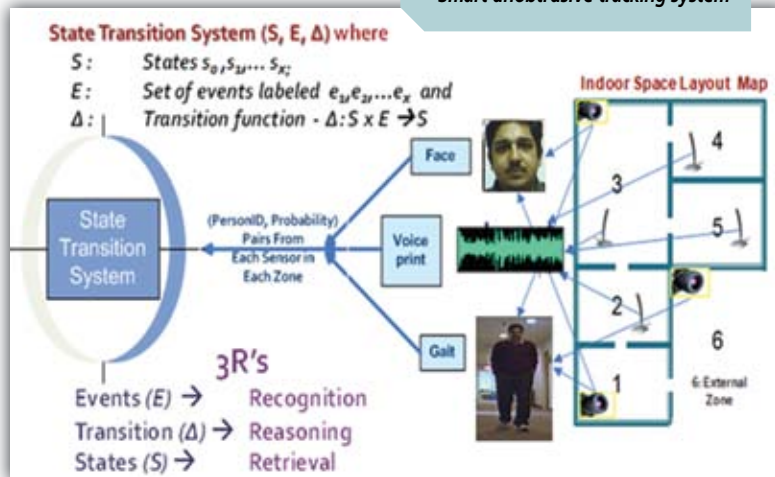 Smart unobtrusive tracking system
State Transition System (S, E, Δ) where
S : States s₀,s₁,... sₓ;
E : Set of events labeled e₁,e₂,...eₓ and
Δ : Transition function - Δ: S x E → S
Indoor Space Layout Map
Face
Voice
print
Gait
(PersonID, Probability)
Pairs From
Each Sensor in
Each Zone
State
Transition
System
3
4
5
2
1
6
6: External
Zone
3R's
Events (E) → Recognition
Transition (Δ) → Reasoning
States (S) → Retrieval